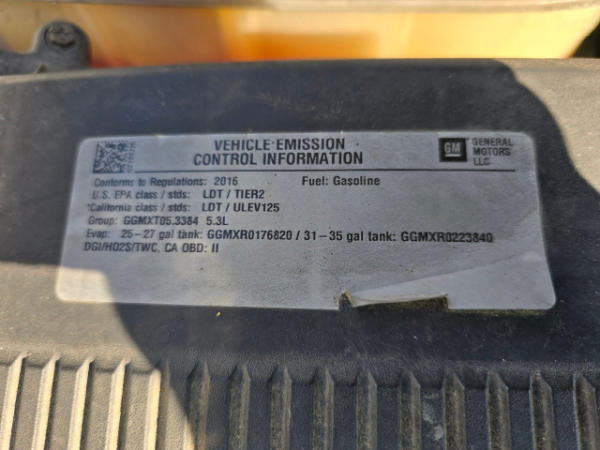 VEHICLE EMISSION
CONTROL INFORMATION
GM GENERAL
MOTORS
LLC
Conforms to Regulations: 2016 Fuel: Gasoline
U.S. EPA class / stds: LDT / TIER2
*California class / stds: LDT / ULEV125
Group: GGMXT05.3384 5.3L
Evap: 25-27 gal tank: GGMXR0176820 / 31-35 gal tank: GGMXR0223840
DGI/HO2S/TWC, CA OBD: II